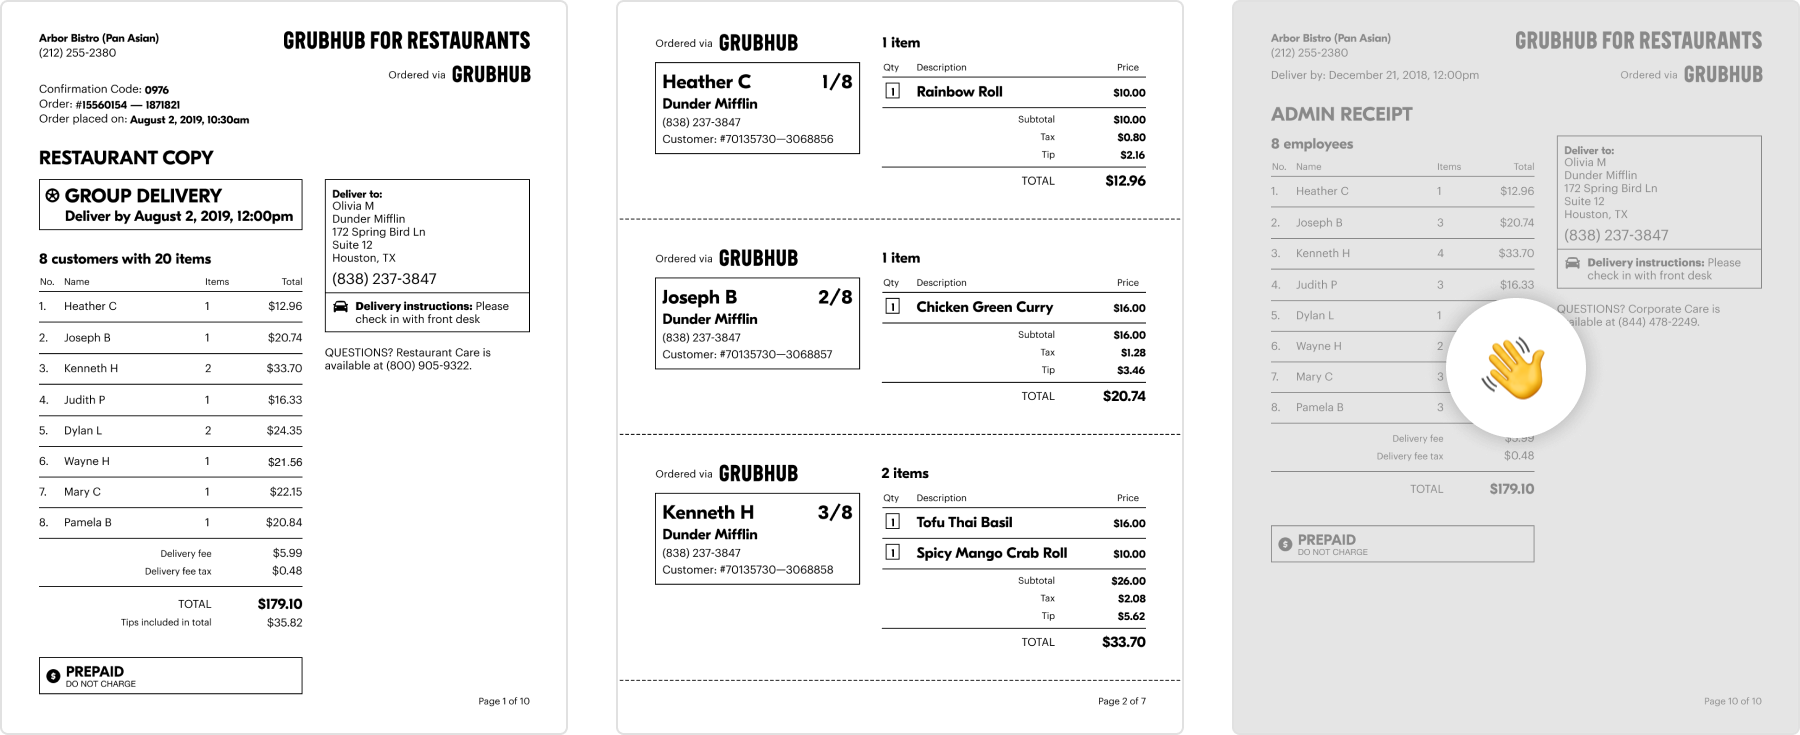 Arbor Bistro (Pan Asian)
(212) 255-2380
GRUBHUB FOR RESTAURANTS
Ordered via GRUBHUB
Confirmation Code: 0976
Order: #15560154 — 1871821
Order placed on: August 2, 2019, 10:30am
RESTAURANT COPY
GROUP DELIVERY
Deliver by August 2, 2019, 12:00pm
8 customers with 20 items
No. Name Items Total
1. Heather C 1 $12.96
2. Joseph B 1 $20.74
3. Kenneth H 2 $33.70
4. Judith P 1 $16.33
5. Dylan L 2 $24.35
6. Wayne H 1 $21.56
7. Mary C 1 $22.15
8. Pamela B 1 $20.84
Delivery fee $5.99
Delivery fee tax $0.48
TOTAL $179.10
Tips included in total $35.82
$ PREPAID
DO NOT CHARGE
Deliver to:
Olivia M
Dunder Mifflin
172 Spring Bird Ln
Suite 12
Houston, TX
(838) 237-3847
Delivery instructions: Please
check in with front desk
QUESTIONS? Restaurant Care is
available at (800) 905-9322.
Page 1 of 10
Ordered via GRUBHUB
Heather C 1/8
Dunder Mifflin
(838) 237-3847
Customer: #70135730—3068856
1 item
Qty Description Price
1 Rainbow Roll $10.00
Subtotal $10.00
Tax $0.80
Tip $2.16
TOTAL $12.96
Ordered via GRUBHUB
Joseph B 2/8
Dunder Mifflin
(838) 237-3847
Customer: #70135730—3068857
1 item
Qty Description Price
1 Chicken Green Curry $16.00
Subtotal $16.00
Tax $1.28
Tip $3.46
TOTAL $20.74
Ordered via GRUBHUB
Kenneth H 3/8
Dunder Mifflin
(838) 237-3847
Customer: #70135730—3068858
2 items
Qty Description Price
1 Tofu Thai Basil $16.00
1 Spicy Mango Crab Roll $10.00
Subtotal $26.00
Tax $2.08
Tip $5.62
TOTAL $33.70
Page 2 of 7
Arbor Bistro (Pan Asian)
(212) 255-2380
Deliver by: December 21, 2018, 12:00pm
GRUBHUB FOR RESTAURANTS
Ordered via GRUBHUB
ADMIN RECEIPT
8 employees
No. Name Items Total
1. Heather C 1 $12.96
2. Joseph B 3 $20.74
3. Kenneth H 4 $33.70
4. Judith P 3 $16.33
5. Dylan L 1
6. Wayne H 2
7. Mary C 3
8. Pamela B 3
Delivery fee
Delivery fee tax $0.48
TOTAL $179.10
$ PREPAID
DO NOT CHARGE
Deliver to:
Olivia M
Dunder Mifflin
172 Spring Bird Ln
Suite 12
Houston, TX
(838) 237-3847
Delivery instructions: Please
check in with front desk
QUESTIONS? Corporate Care is
available at (844) 478-2249.
Page 10 of 10